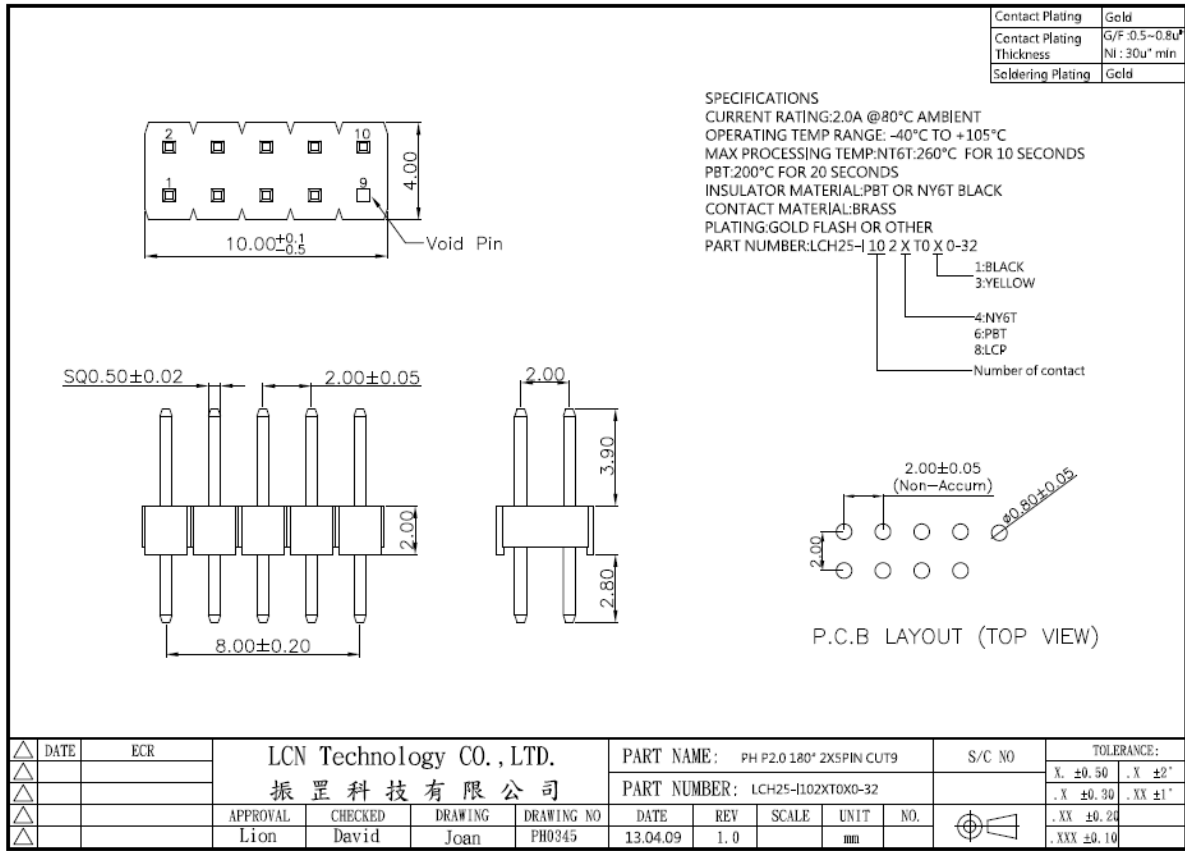 Contact Plating Gold
Contact Plating Thickness G/F :0.5~0.8u"
Ni : 30u" min
Soldering Plating Gold
SPECIFICATIONS
CURRENT RATING:2.0A @80°C AMBIENT
OPERATING TEMP RANGE: -40°C TO +105°C
MAX PROCESSING TEMP:NT6T:260°C FOR 10 SECONDS
PBT:200°C FOR 20 SECONDS
INSULATOR MATERIAL:PBT OR NY6T BLACK
CONTACT MATERIAL:BRASS
PLATING:GOLD FLASH OR OTHER
PART NUMBER:LCH25-I 10 2 X T0 X 0-32
1:BLACK
3:YELLOW
4:NY6T
6:PBT
8:LCP
Number of contact
2 10
1 9
4.00
10.00+0.1 -0.5
Void Pin
SQ0.50±0.02
2.00±0.05
2.00
8.00±0.20
2.00
3.90
2.80
2.00±0.05
(Non-Accum)
ø0.80±0.05
2.00
P.C.B LAYOUT (TOP VIEW)
DATE ECR
LCN Technology CO.,LTD.
振罡科技有限公司
APPROVAL CHECKED DRAWING DRAWING NO
Lion David Joan PH0345
PART NAME: PH P2.0 180° 2X5PIN CUT9
PART NUMBER: LCH25-I102XT0X0-32
DATE REV SCALE UNIT NO.
13.04.09 1.0 mm
S/C NO
TOLERANCE:
X. ±0.50 .X ±2°
.X ±0.30 .XX ±1°
.XX ±0.20
.XXX ±0.10